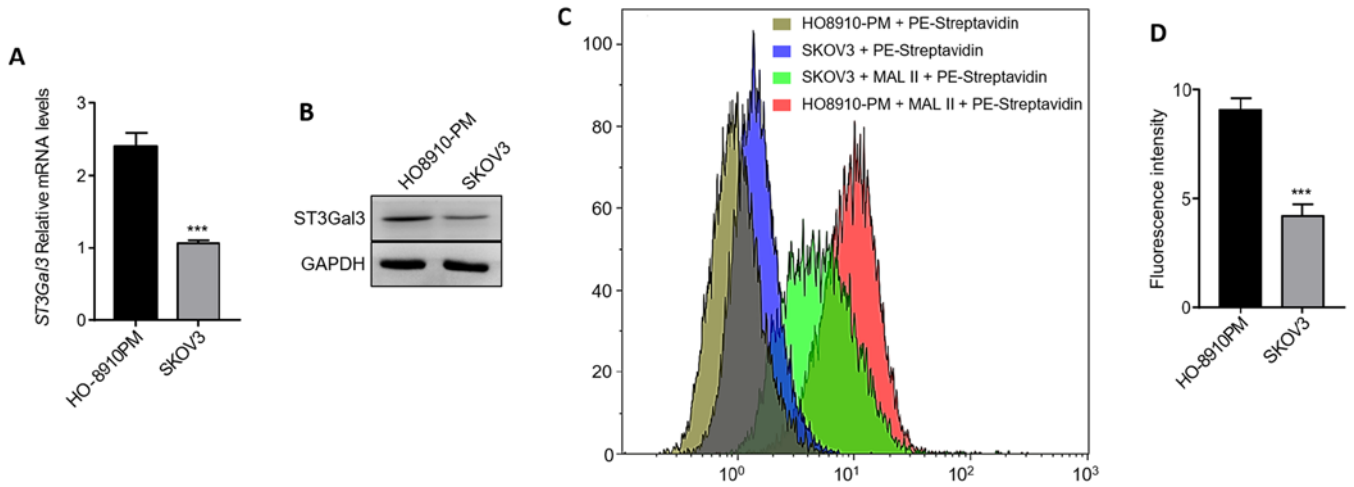 A
ST3Gal3 Relative mRNA levels
3
2
1
0
***
HO-8910PM
SKOV3
B
HO8910-PM
SKOV3
ST3Gal3
GAPDH
C
100
80
60
40
20
0
10⁰
10¹
10²
10³
HO8910-PM + PE-Streptavidin
SKOV3 + PE-Streptavidin
SKOV3 + MAL II + PE-Streptavidin
HO8910-PM + MAL II + PE-Streptavidin
D
Fluorescence intensity
10
5
0
***
HO-8910PM
SKOV3